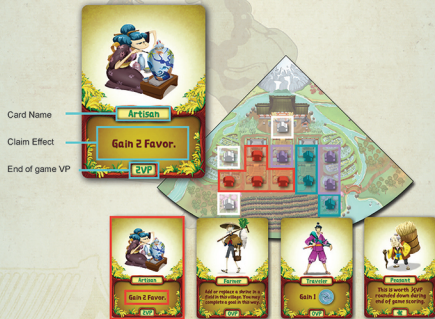 Card Name
Artisan
Claim Effect
Gain 2 Favor.
End of game VP
2VP
Artisan
Gain 2 Favor.
2VP
Farmer
Add or replace a shrine in a
field in this village. You may
complete a goal in this way.
0VP
Traveler
Gain 1
0VP
Peasant
This is worth
rounded down during
end of game scoring.